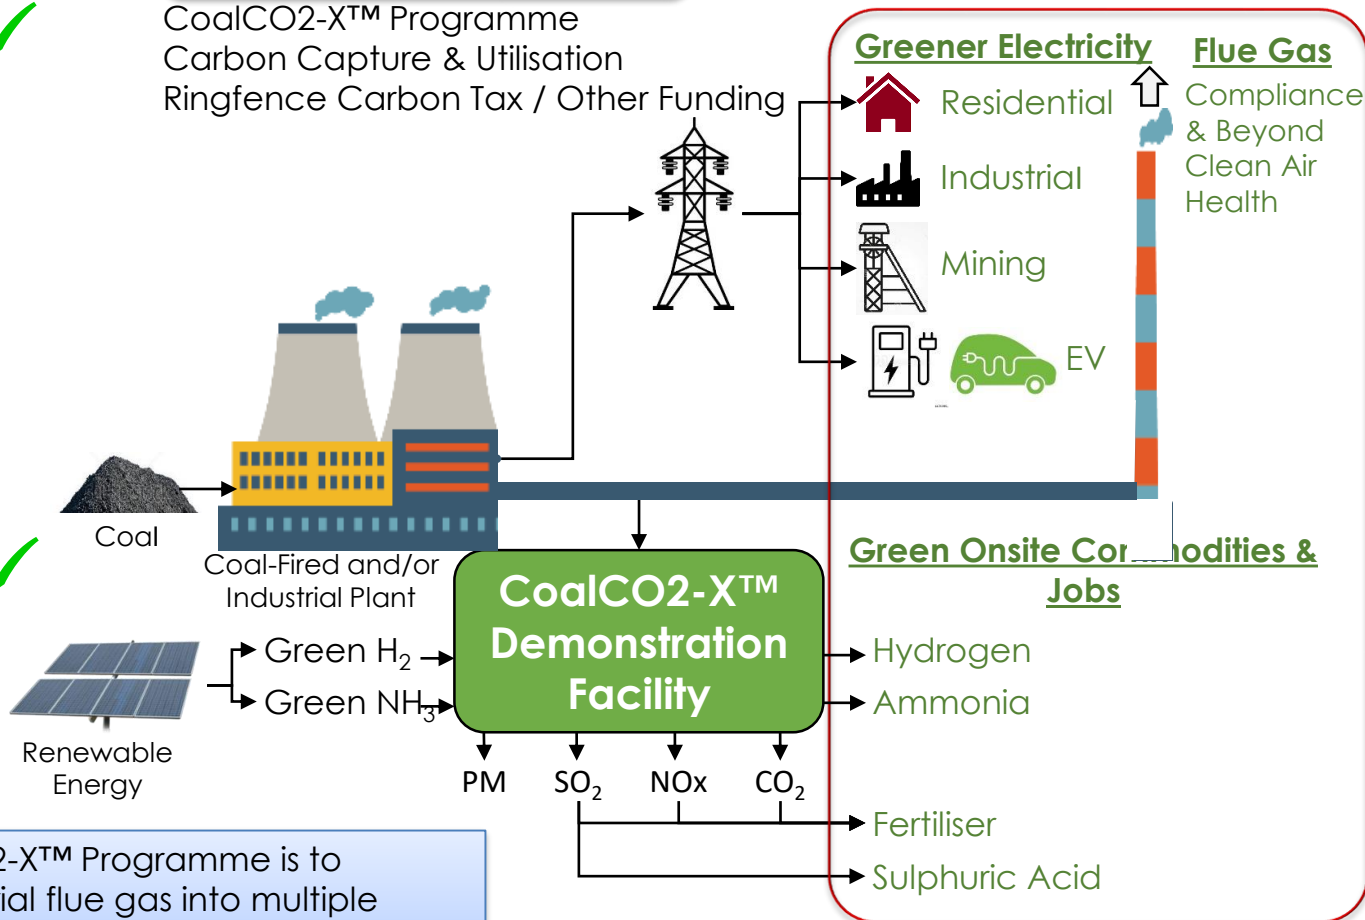 CoalCO2-X™ Programme
Carbon Capture & Utilisation
Ringfence Carbon Tax / Other Funding
Greener Electricity
Residential
Industrial
Mining
EV
Flue Gas
Compliance
& Beyond
Clean Air
Health
Coal
Coal-Fired and/or
Industrial Plant
Renewable
Energy
Green H₂
Green NH₃
CoalCO2-X™
Demonstration
Facility
PM
SO₂
NOx
CO₂
Green Onsite
&
Jobs
Hydrogen
Ammonia
Fertiliser
Sulphuric Acid
2-X™ Programme is to
rial flue gas into multiple